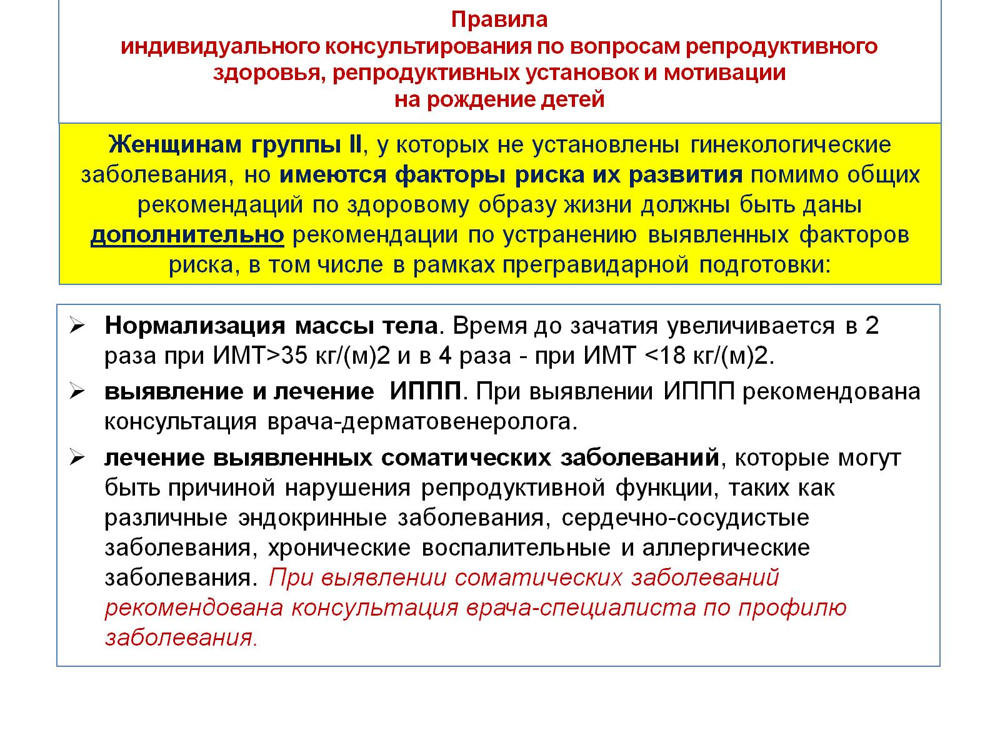 Правила
индивидуального консультирования по вопросам репродуктивного
здоровья, репродуктивных установок и мотивации
на рождение детей
Женщинам группы II, у которых не установлены гинекологические
заболевания, но имеются факторы риска их развития помимо общих
рекомендаций по здоровому образу жизни должны быть даны
дополнительно рекомендации по устранению выявленных факторов
риска, в том числе в рамках прегравидарной подготовки:
➢ Нормализация массы тела. Время до зачатия увеличивается в 2
раза при ИМТ>35 кг/(м)2 и в 4 раза - при ИМТ <18 кг/(м)2.
➢ выявление и лечение ИППП. При выявлении ИППП рекомендована
консультация врача-дерматовенеролога.
➢ лечение выявленных соматических заболеваний, которые могут
быть причиной нарушения репродуктивной функции, таких как
различные эндокринные заболевания, сердечно-сосудистые
заболевания, хронические воспалительные и аллергические
заболевания. При выявлении соматических заболеваний
рекомендована консультация врача-специалиста по профилю
заболевания.